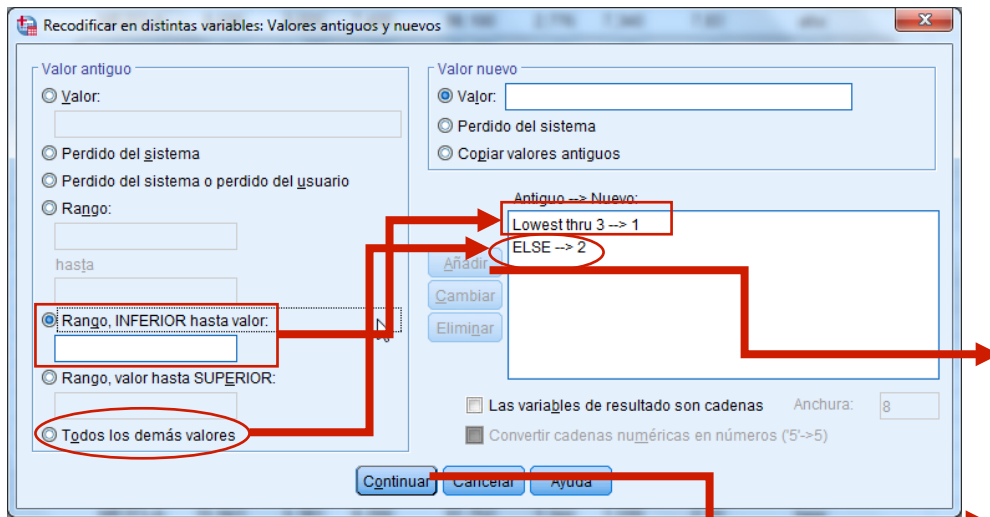 Recodificar en distintas variables: Valores antiguos y nuevos
Valor antiguo
Valor:
Perdido del sistema
Perdido del sistema o perdido del usuario
Rango:
hasta
Rango, INFERIOR hasta valor:
Rango, valor hasta SUPERIOR:
Todos los demás valores
Valor nuevo
Valor:
Perdido del sistema
Copiar valores antiguos
Antiguo --> Nuevo:
Lowest thru 3 --> 1
ELSE --> 2
Añadir
Cambiar
Eliminar
Las variables de resultado son cadenas
Anchura:
8
Convertir cadenas numéricas en números ('5'->5)
Continuar
Cancelar
Ayuda